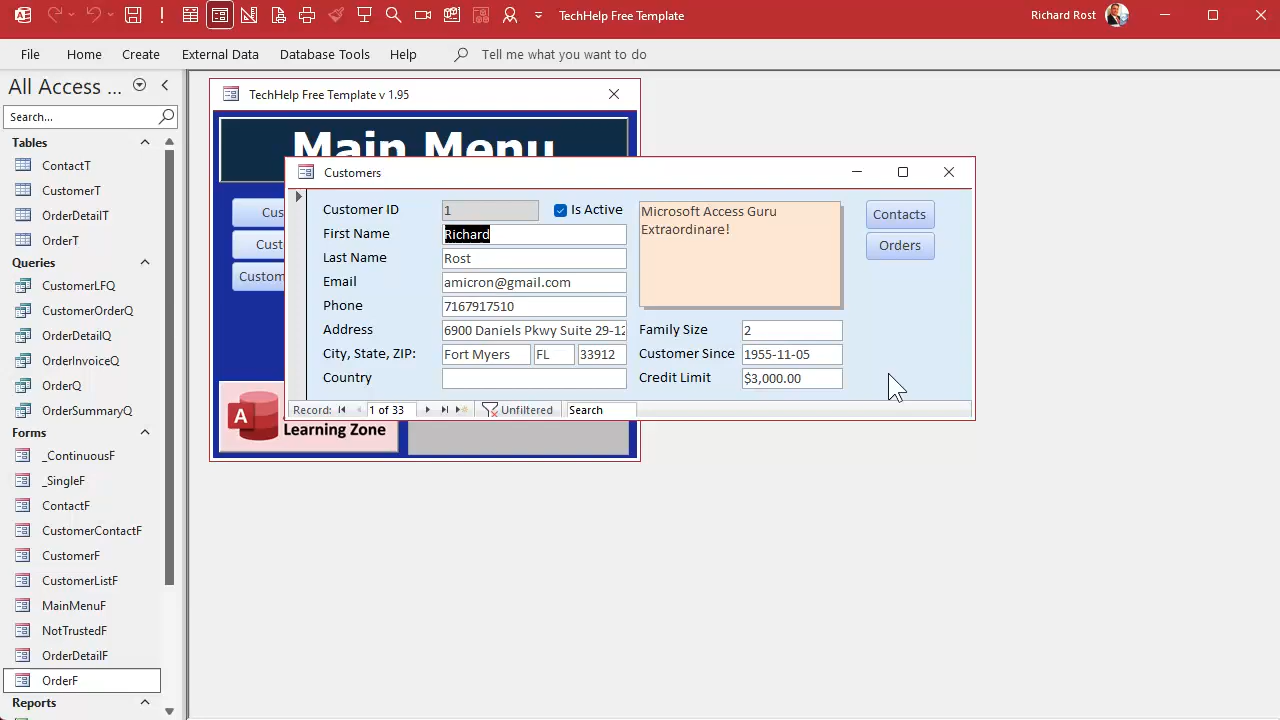 TechHelp Free Template
Richard Rost
File Home Create External Data Database Tools Help Tell me what you want to do
All Access ...
Search...
Tables
ContactT
CustomerT
OrderDetailT
OrderT
Queries
CustomerLFQ
CustomerOrderQ
OrderDetailQ
OrderInvoiceQ
OrderQ
OrderSummaryQ
Forms
_ContinuousF
_SingleF
ContactF
CustomerContactF
CustomerF
CustomerListF
MainMenuF
NotTrustedF
OrderDetailF
OrderF
Reports
TechHelp Free Template v 1.95
Main Menu
Cus
Cust
Custom
A
Learning Zone
Customers
Customer ID 1 Is Active
First Name Richard
Last Name Rost
Email amicron@gmail.com
Phone 7167917510
Address 6900 Daniels Pkwy Suite 29-12
City, State, ZIP: Fort Myers FL 33912
Country
Microsoft Access Guru
Extraordinare!
Family Size 2
Customer Since 1955-11-05
Credit Limit $3,000.00
Contacts
Orders
Record: 1 of 33 Unfiltered Search